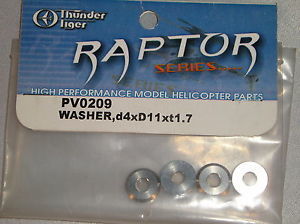 Thunder
Tiger
RAPTOR
SERIES
HIGH PERFORMANCE MODEL HELICOPTER PARTS
PV0209
WASHER,d4xD11xt1.7